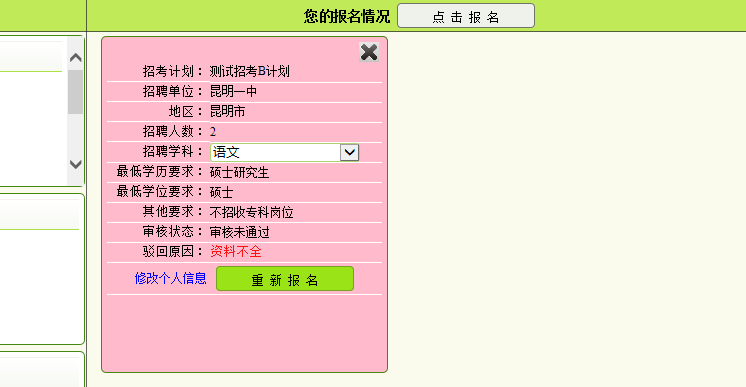 您的报名情况 点击报名
招考计划：测试招考B计划
招聘单位：昆明一中
地区：昆明市
招聘人数：2
招聘学科：语文
最低学历要求：硕士研究生
最低学位要求：硕士
其他要求：不招收专科岗位
审核状态：审核未通过
驳回原因：资料不全
修改个人信息 重新报名